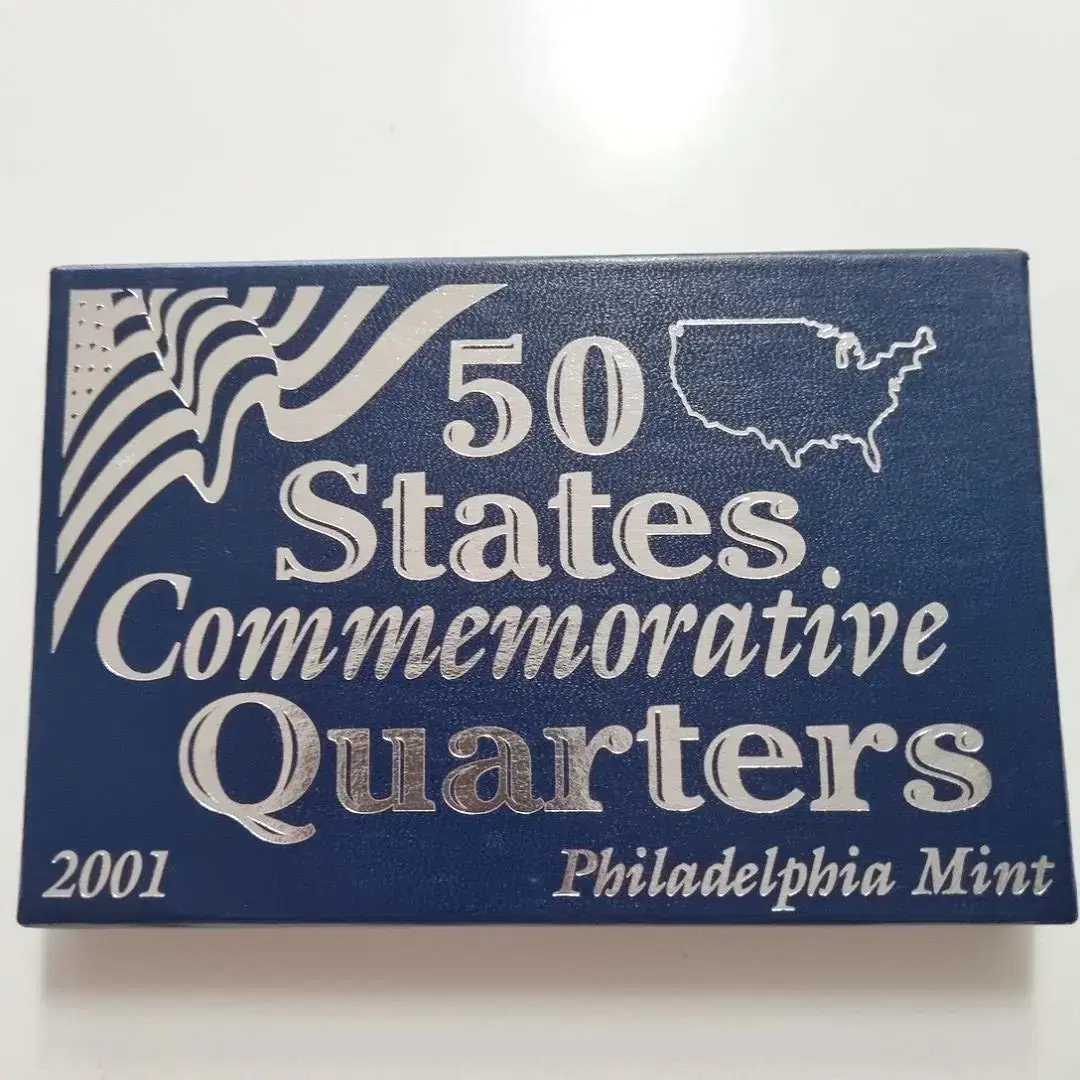 50
States
Commemorative
Quarters
2001 Philadelphia Mint